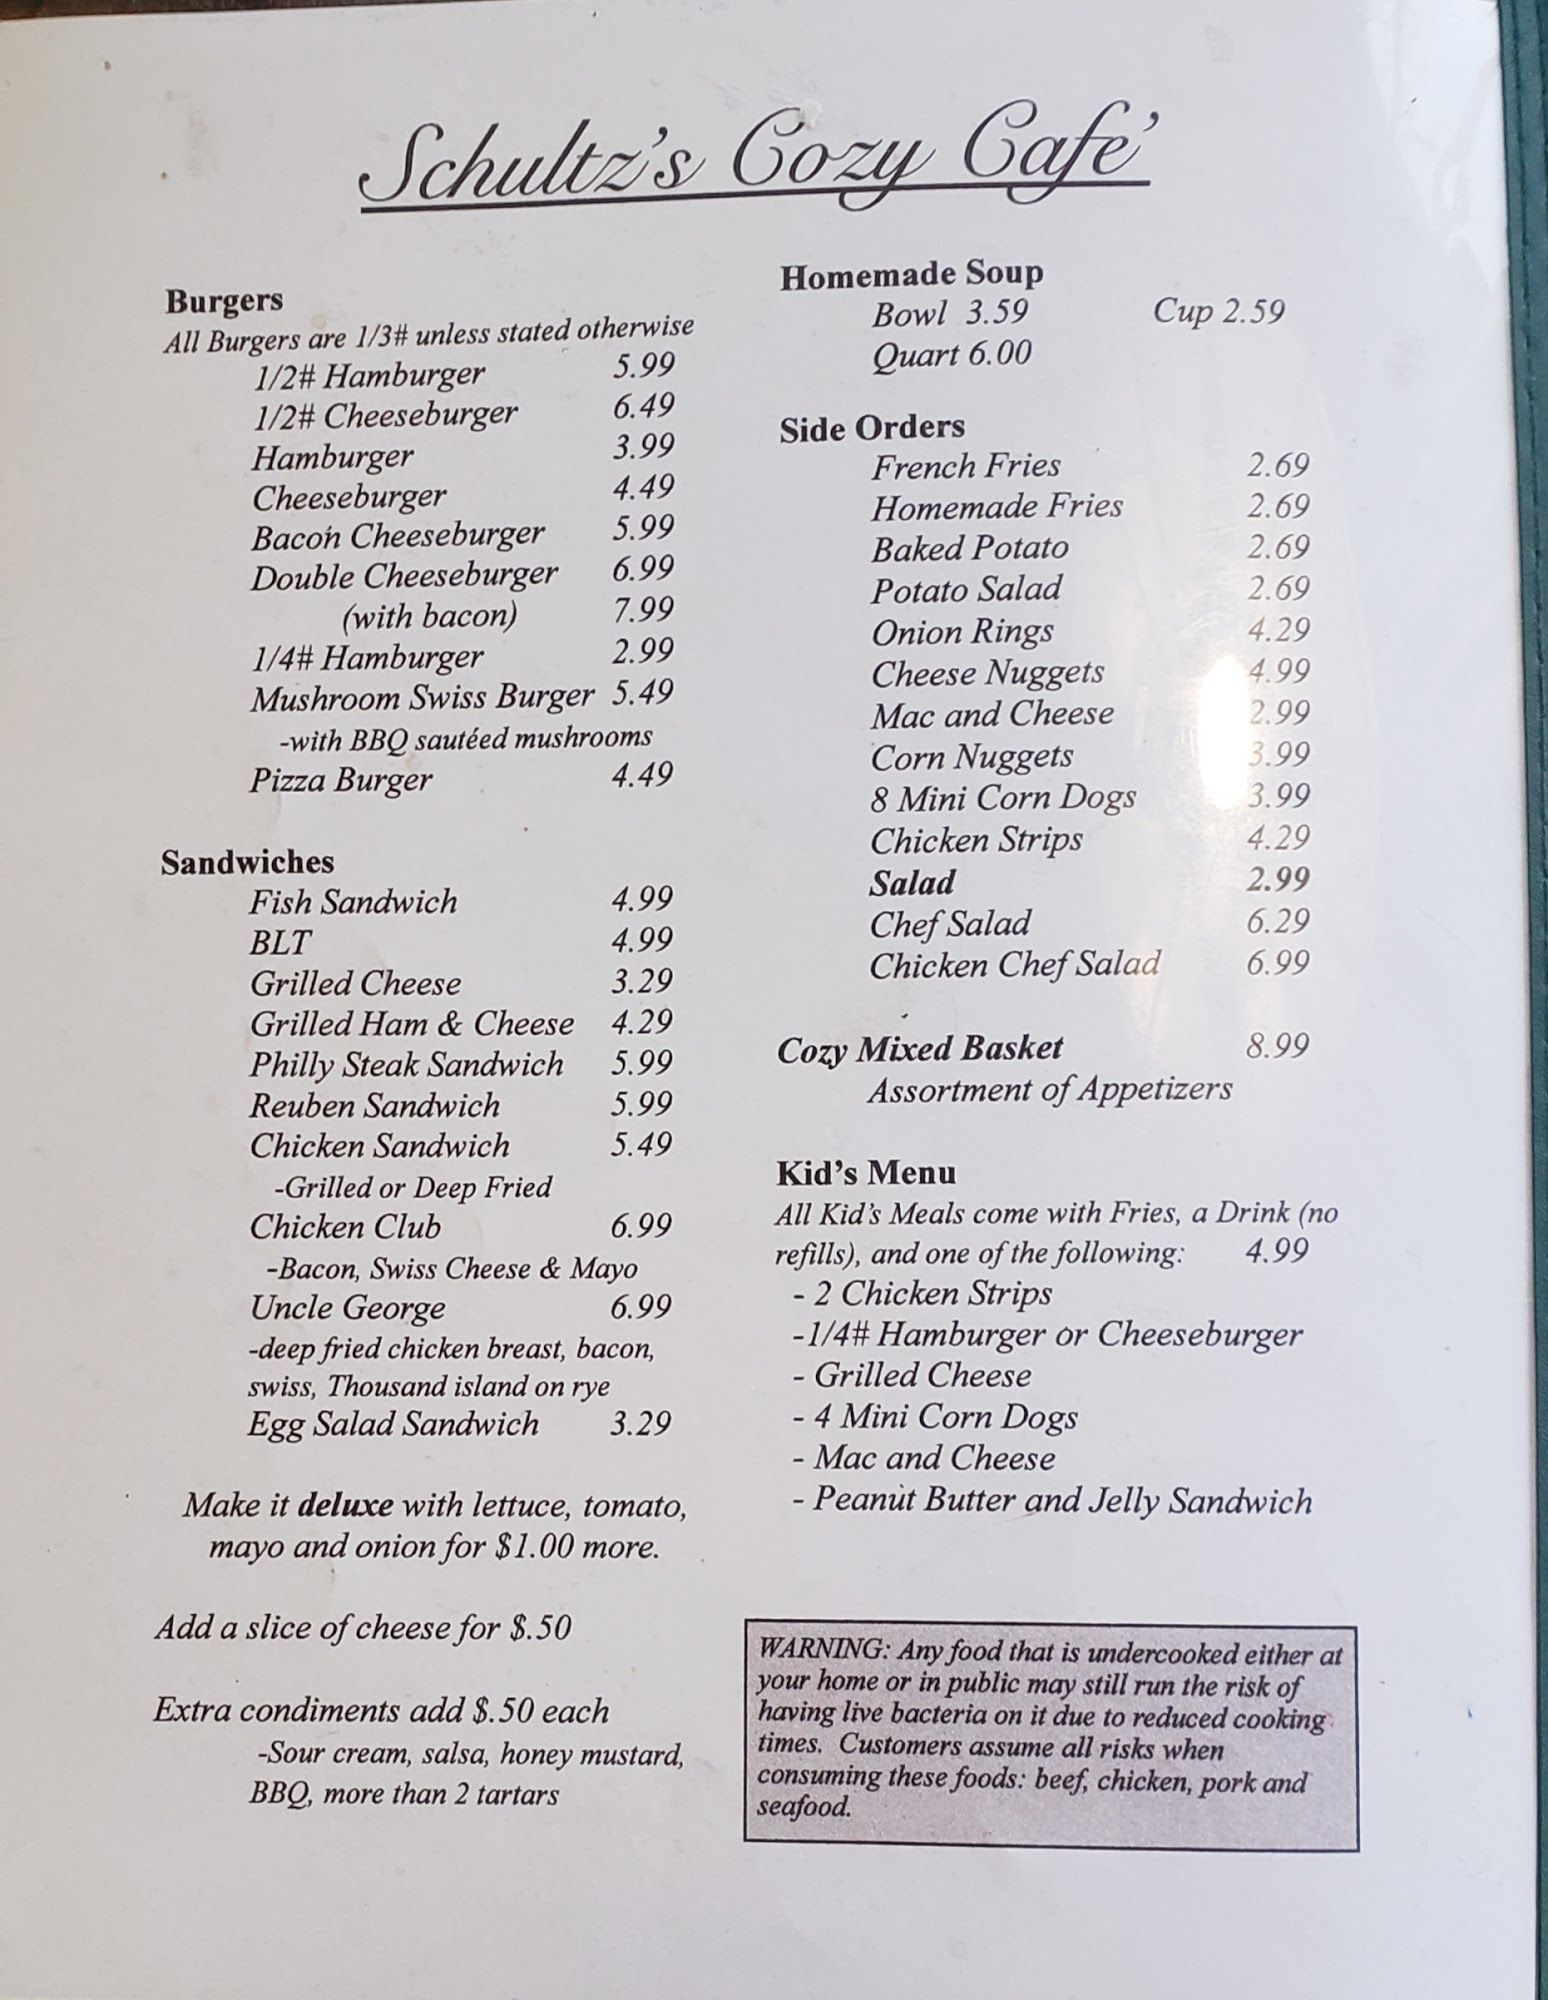 Schultz's Cozy Café'
Burgers
All Burgers are 1/3# unless stated otherwise
1/2# Hamburger 5.99
1/2# Cheeseburger 6.49
Hamburger 3.99
Cheeseburger 4.49
Bacon Cheeseburger 5.99
Double Cheeseburger 6.99
(with bacon) 7.99
1/4# Hamburger 2.99
Mushroom Swiss Burger 5.49
-with BBQ sautéed mushrooms
Pizza Burger 4.49
Sandwiches
Fish Sandwich 4.99
BLT 4.99
Grilled Cheese 3.29
Grilled Ham & Cheese 4.29
Philly Steak Sandwich 5.99
Reuben Sandwich 5.99
Chicken Sandwich 5.49
-Grilled or Deep Fried
Chicken Club 6.99
-Bacon, Swiss Cheese & Mayo
Uncle George 6.99
-deep fried chicken breast, bacon,
swiss, Thousand island on rye
Egg Salad Sandwich 3.29
Make it deluxe with lettuce, tomato,
mayo and onion for $1.00 more.
Add a slice of cheese for $.50
Extra condiments add $.50 each
-Sour cream, salsa, honey mustard,
BBQ, more than 2 tartars
Homemade Soup
Bowl 3.59 Cup 2.59
Quart 6.00
Side Orders
French Fries 2.69
Homemade Fries 2.69
Baked Potato 2.69
Potato Salad 2.69
Onion Rings 4.29
Cheese Nuggets 4.99
Mac and Cheese 2.99
Corn Nuggets 3.99
8 Mini Corn Dogs 3.99
Chicken Strips 4.29
Salad 2.99
Chef Salad 6.29
Chicken Chef Salad 6.99
Cozy Mixed Basket 8.99
Assortment of Appetizers
Kid's Menu
All Kid's Meals come with Fries, a Drink (no
refills), and one of the following: 4.99
- 2 Chicken Strips
-1/4# Hamburger or Cheeseburger
- Grilled Cheese
- 4 Mini Corn Dogs
- Mac and Cheese
- Peanut Butter and Jelly Sandwich
WARNING: Any food that is undercooked either at
your home or in public may still run the risk of
having live bacteria on it due to reduced cooking
times. Customers assume all risks when
consuming these foods: beef, chicken, pork and
seafood.